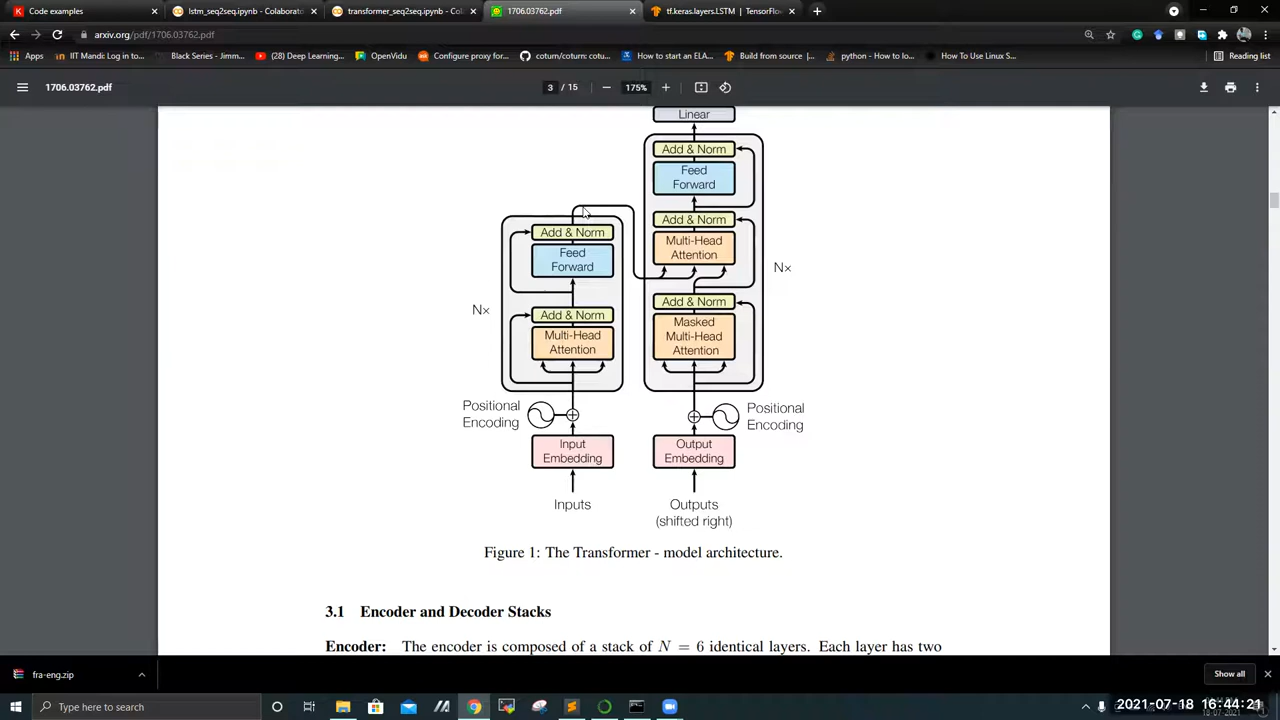 Code examples
lstm_seq2seq.ipynb - Colaborato
transformer_seq2seq.ipynb - Cola
1706.03762.pdf
tf.keras.layers.LSTM | TensorFlo
arxiv.org/pdf/1706.03762.pdf
Apps
IIT Mandi: Log in to...
Black Series - Jimm...
(28) Deep Learning...
OpenVidu
Configure proxy for...
coturn/coturn: cotu...
How to start an ELA...
Build from source | ...
python - How to lo...
How To Use Linux S...
Reading list
1706.03762.pdf
3 / 15
175%
Linear
Add & Norm
Feed
Forward
Add & Norm
Multi-Head
Attention
Nx
Add & Norm
Masked
Multi-Head
Attention
Add & Norm
Feed
Forward
Nx
Add & Norm
Multi-Head
Attention
Positional
Encoding
Positional
Encoding
Input
Embedding
Output
Embedding
Inputs
Outputs
(shifted right)
Figure 1: The Transformer - model architecture.
3.1 Encoder and Decoder Stacks
Encoder: The encoder is composed of a stack of N = 6 identical layers. Each layer has two
fra-eng.zip
Show all
Type here to search
2021-07-18 16:44:21